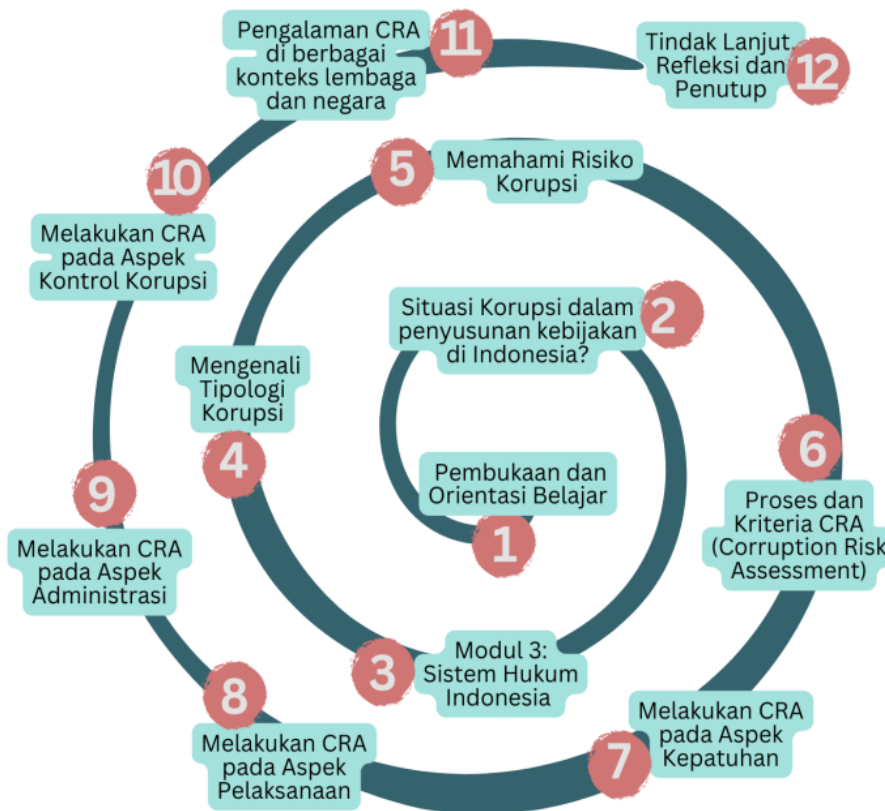 1
Pembukaan dan
Orientasi Belajar
2
Situasi Korupsi dalam
penyusunan kebijakan
di Indonesia?
3
Modul 3:
Sistem Hukum
Indonesia
4
Mengenali
Tipologi
Korupsi
5
Memahami Risiko
Korupsi
6
Proses dan
Kriteria CRA
(Corruption Risk
Assessment)
7
Melakukan CRA
pada Aspek
Kepatuhan
8
Melakukan CRA
pada Aspek
Pelaksanaan
9
Melakukan CRA
pada Aspek
Administrasi
10
Melakukan CRA
pada Aspek
Kontrol Korupsi
11
Pengalaman CRA
di berbagai
konteks lembaga
dan negara
12
Tindak Lanjut,
Refleksi dan
Penutup